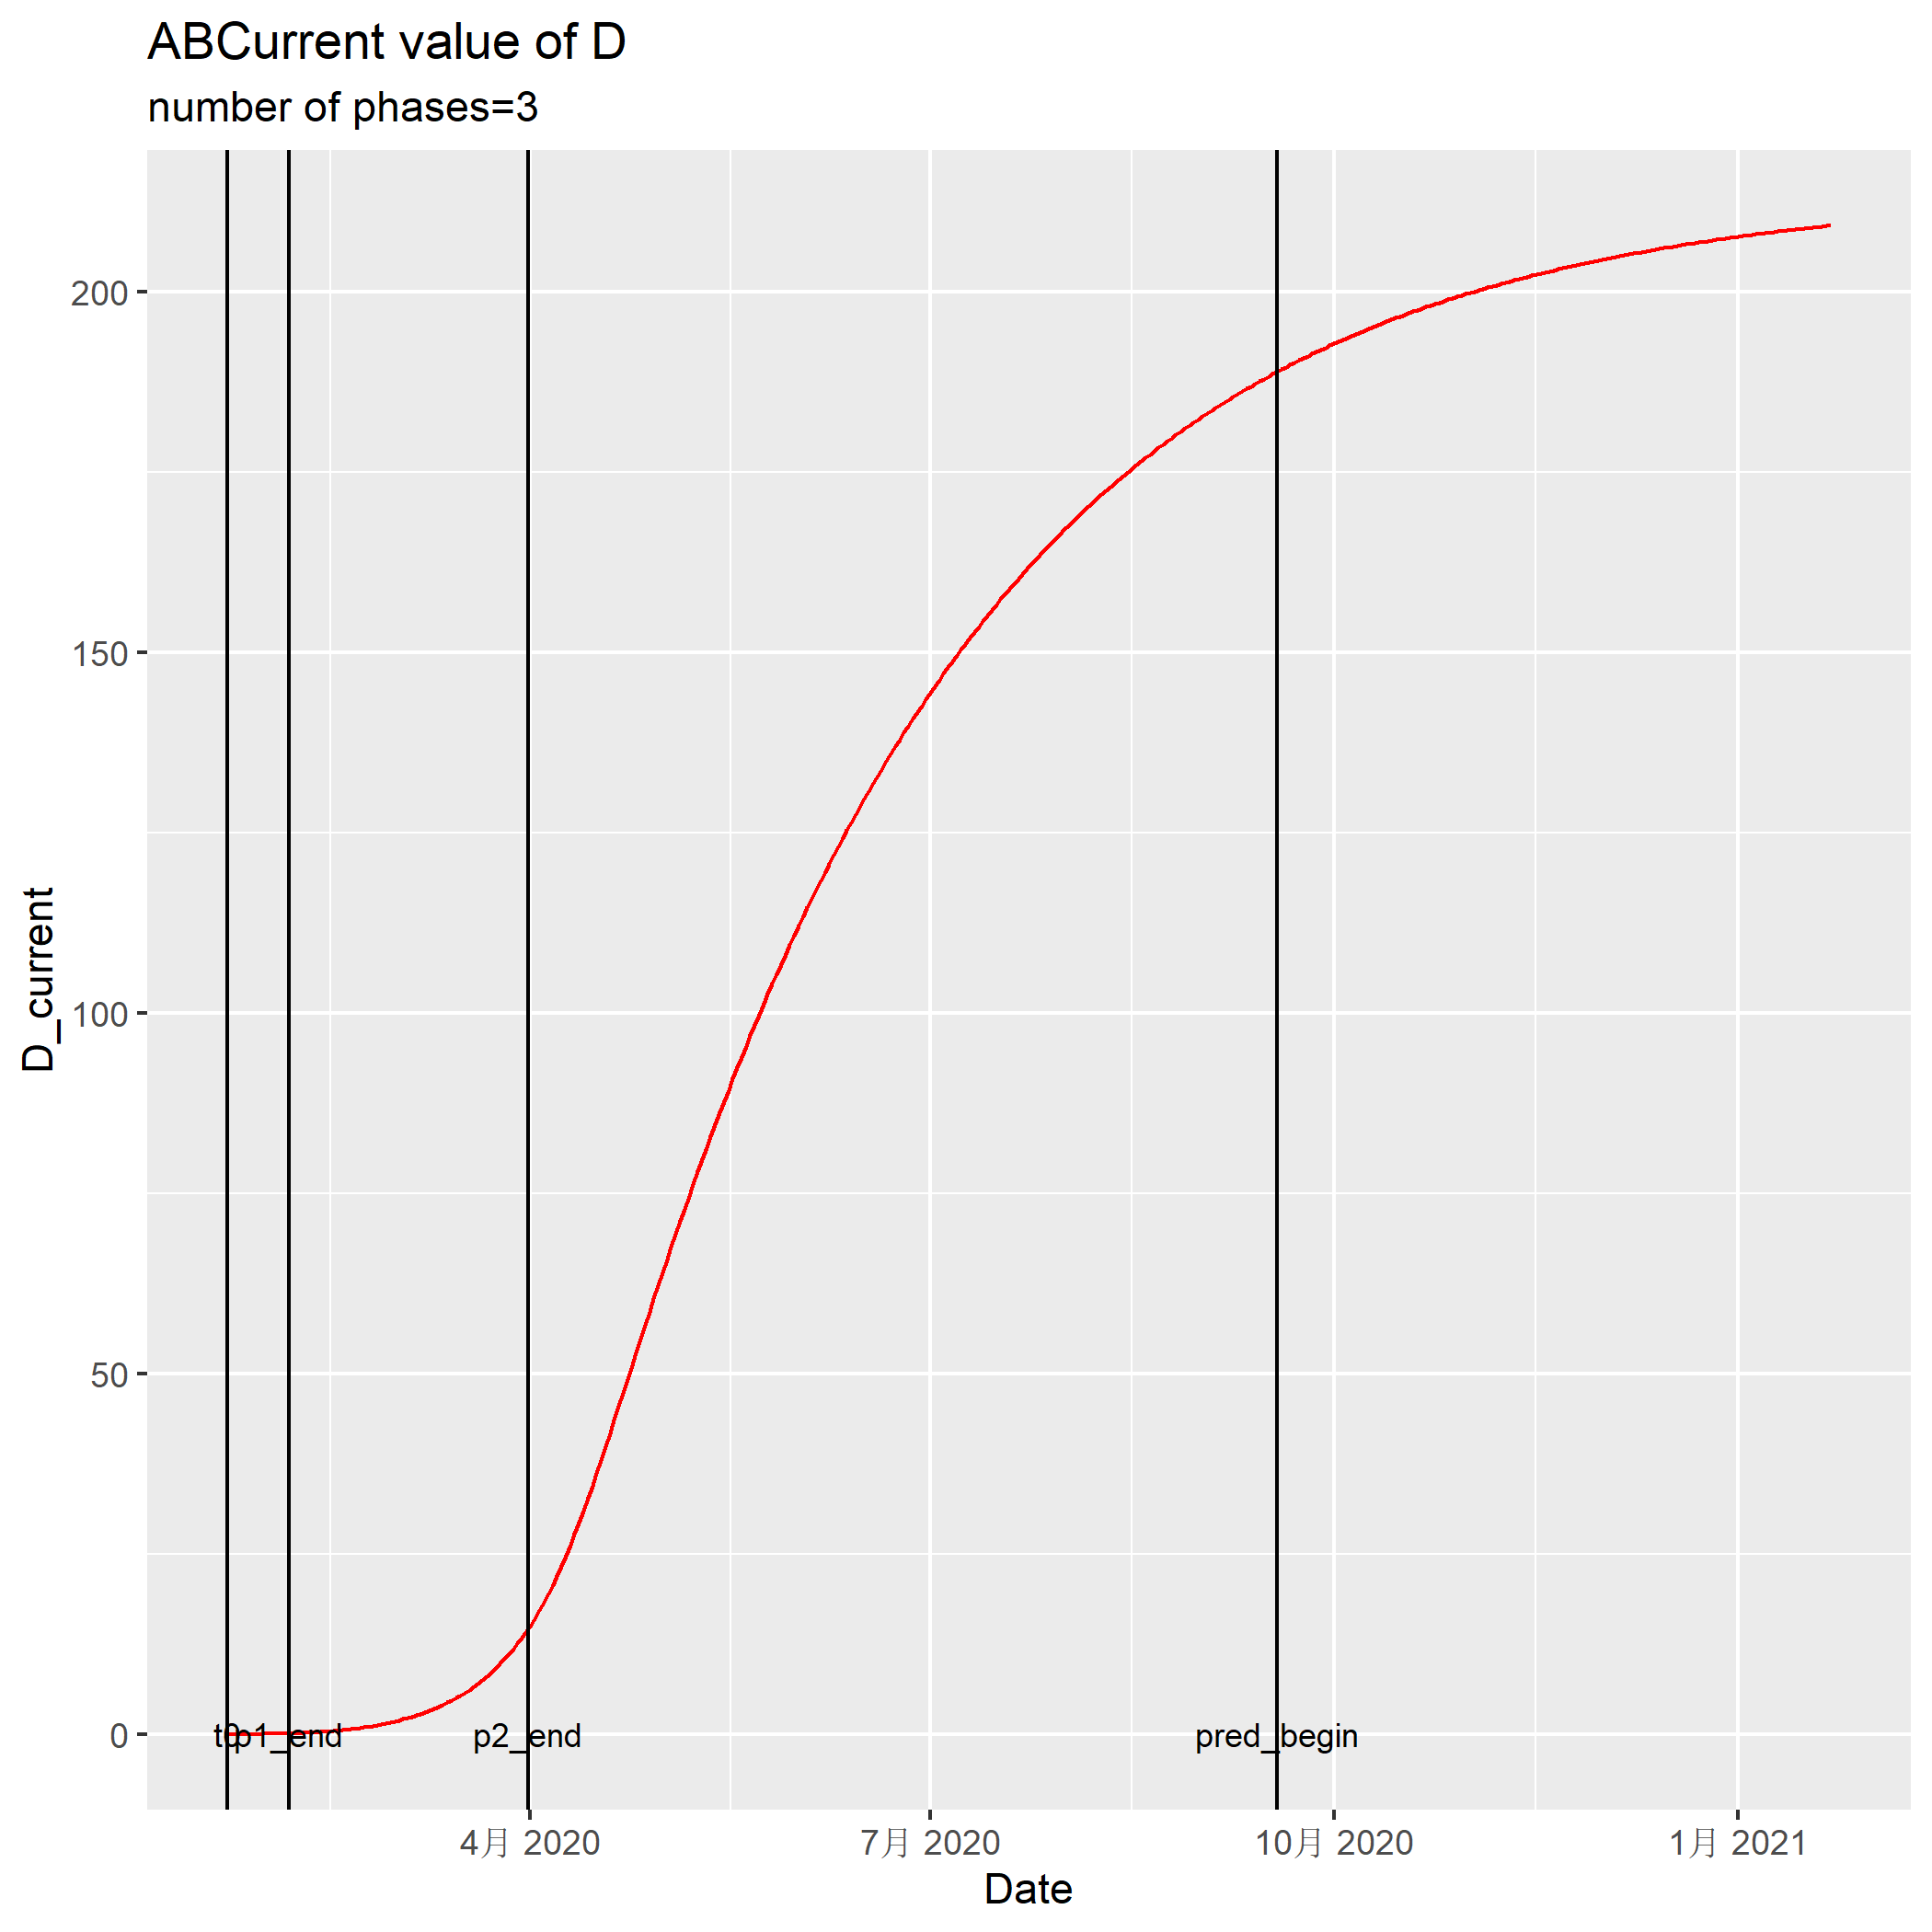 ABCurrent value of D
number of phases=3
D_current
200
150
100
50
0
t0
p1_end
p2_end
pred_begin
4月 2020
7月 2020
10月 2020
1月 2021
Date